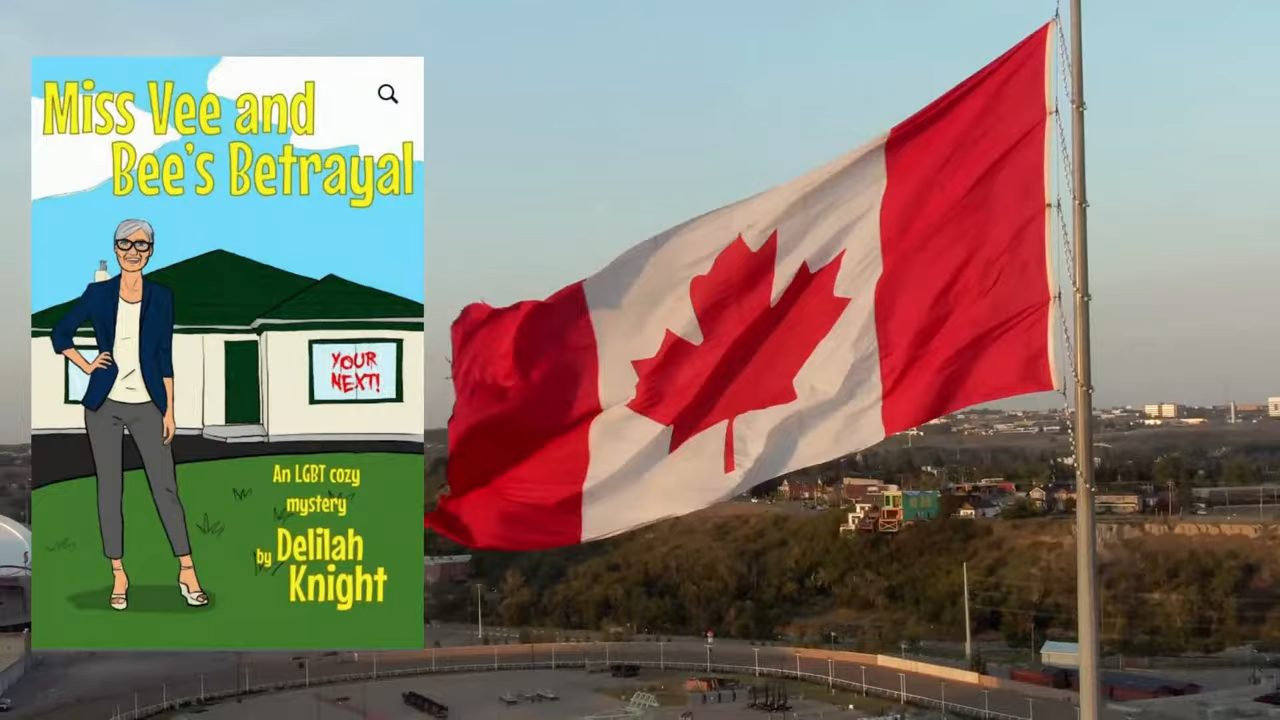 Miss Vee and
Bee's Betrayal
YOUR
NEXT!
An LGBT cozy
mystery
by Delilah
Knight